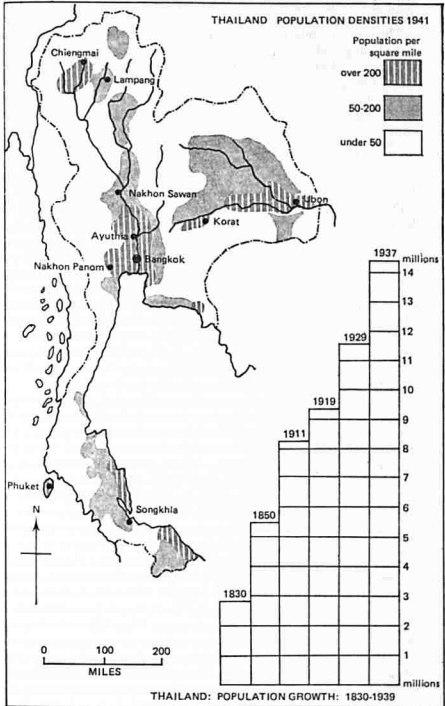 THAILAND POPULATION DENSITIES 1941
Population per
square mile
over 200
50-200
under 50
Chiengmai
Lampang
Nakhon Sawan
Ubon
Korat
Ayuthia
Bangkok
Nakhon Panom
Phuket
Songkhla
N
0 100 200
MILES
1937
millions
14
13
1929
12
11
10
1919
9
1911
8
7
6
1850
5
4
3
1830
2
1
millions
THAILAND: POPULATION GROWTH: 1830-1939